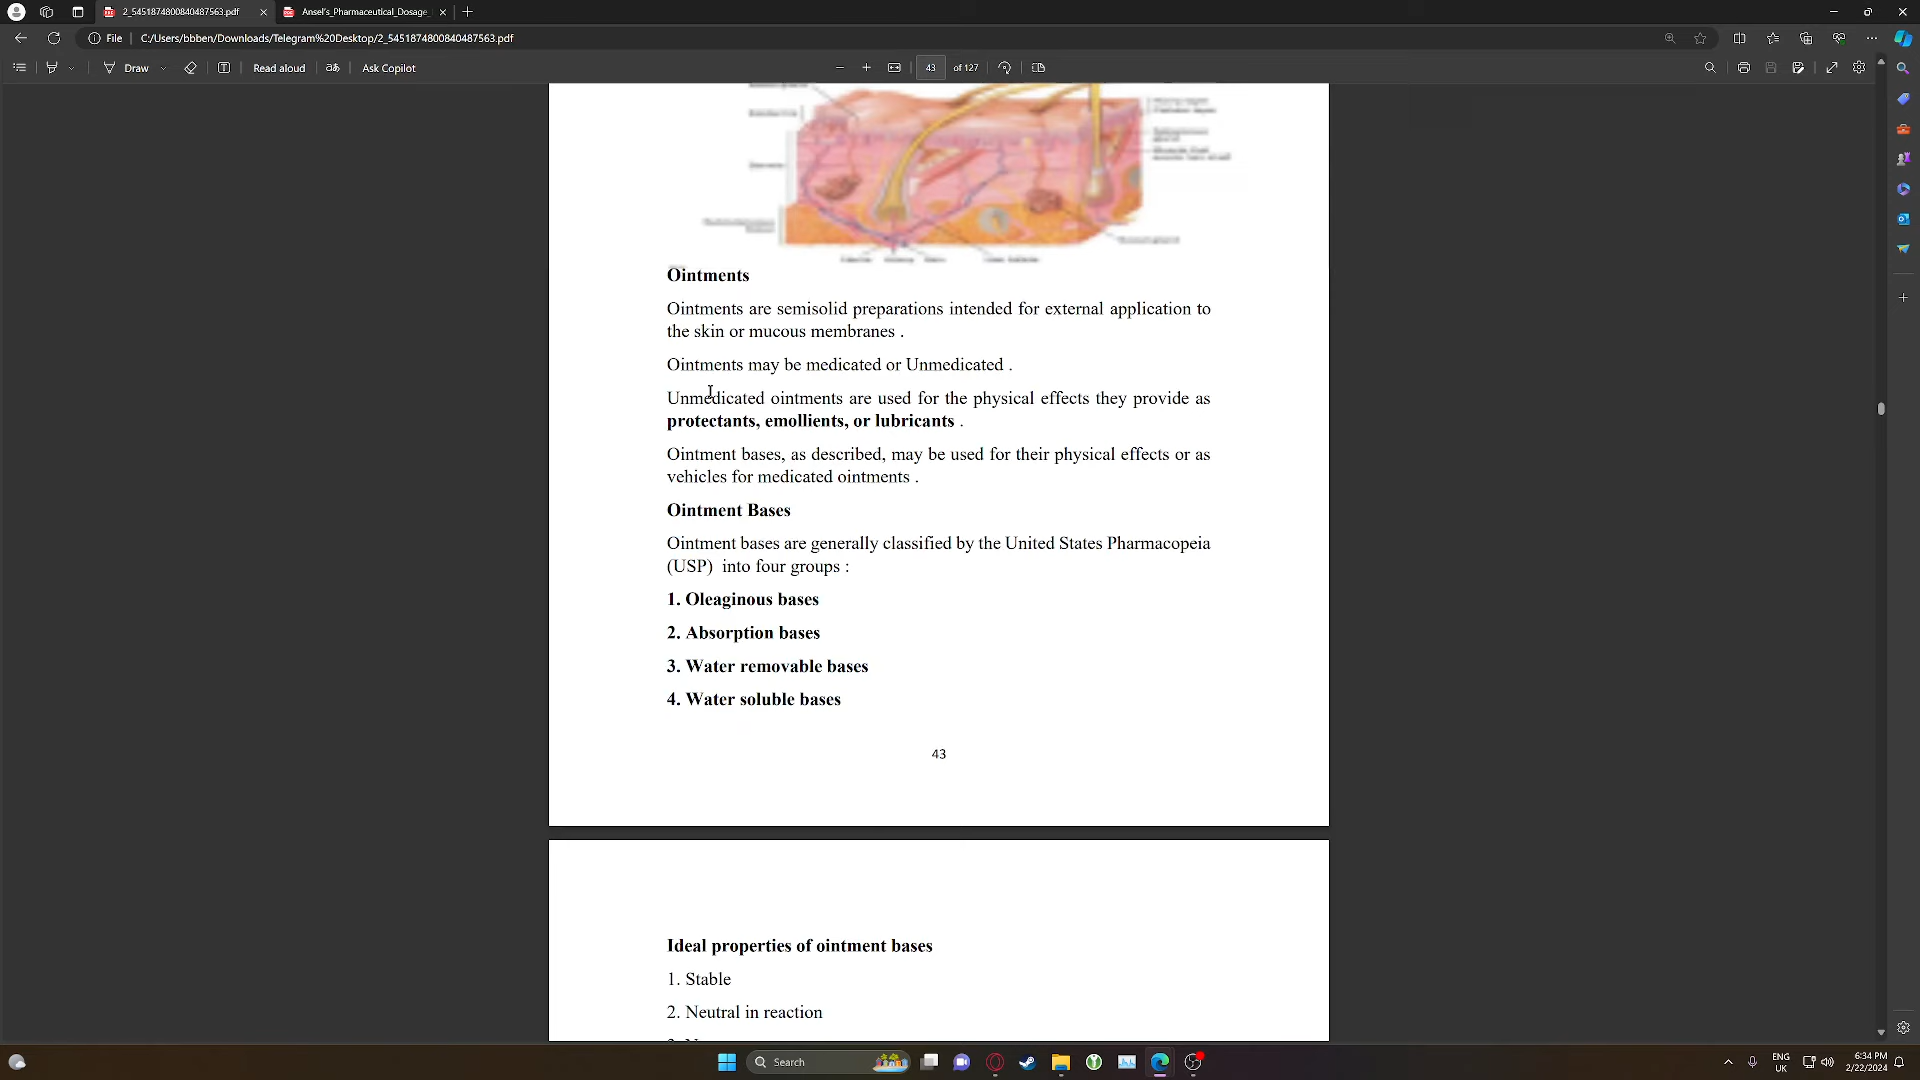 2_5451874800840487563.pdf
Ansel's_Pharmaceutical_Dosage_
File
C:/Users/bbben/Downloads/Telegram%20Desktop/2_5451874800840487563.pdf
Draw
Read aloud
Ask Copilot
43
of 127
Ointments
Ointments are semisolid preparations intended for external application to
the skin or mucous membranes .
Ointments may be medicated or Unmedicated .
Unmedicated ointments are used for the physical effects they provide as
protectants, emollients, or lubricants .
Ointment bases, as described, may be used for their physical effects or as
vehicles for medicated ointments .
Ointment Bases
Ointment bases are generally classified by the United States Pharmacopeia
(USP) into four groups :
1. Oleaginous bases
2. Absorption bases
3. Water removable bases
4. Water soluble bases
43
Ideal properties of ointment bases
1. Stable
2. Neutral in reaction
Search
ENG
UK
6:34 PM
2/22/2024